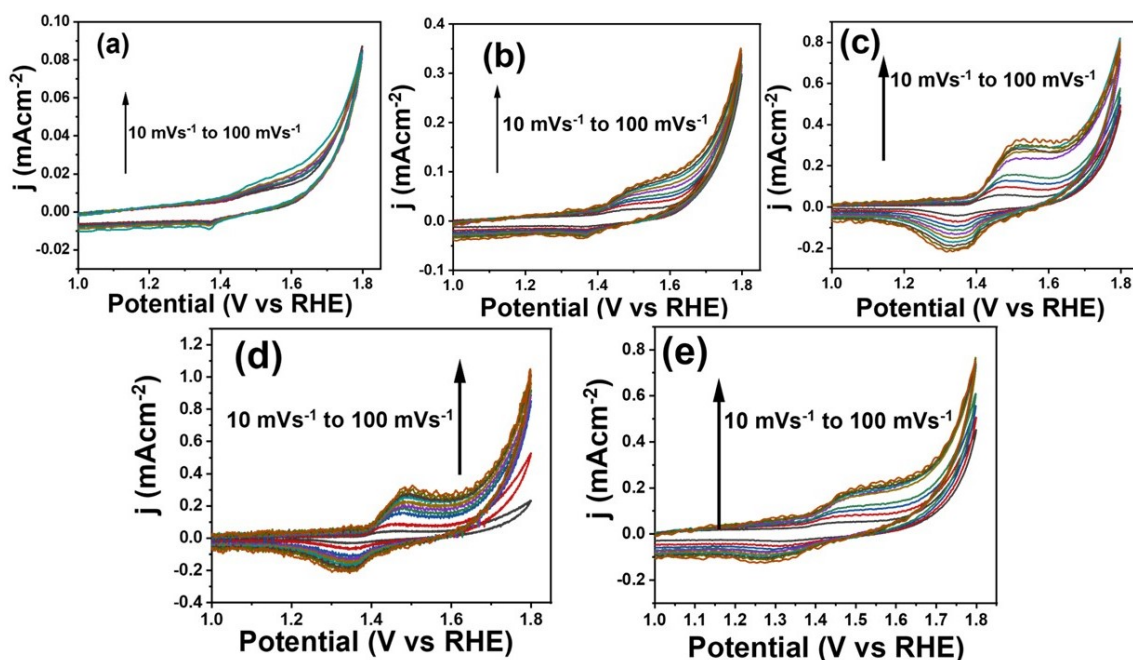 (a)
10 mVs⁻¹ to 100 mVs⁻¹
j (mAcm⁻²)
0.10
0.08
0.06
0.04
0.02
0.00
-0.02
1.0 1.2 1.4 1.6 1.8
Potential (V vs RHE)
(b)
10 mVs⁻¹ to 100 mVs⁻¹
j (mAcm⁻²)
0.4
0.3
0.2
0.1
0.0
-0.1
1.0 1.2 1.4 1.6 1.8
Potential (V vs RHE)
(c)
10 mVs⁻¹ to 100 mVs⁻¹
j (mAcm⁻²)
0.8
0.6
0.4
0.2
0.0
-0.2
1.0 1.2 1.4 1.6 1.8
Potential (V vs RHE)
(d)
10 mVs⁻¹ to 100 mVs⁻¹
j (mAcm⁻²)
1.2
1.0
0.8
0.6
0.4
0.2
0.0
-0.2
-0.4
1.0 1.2 1.4 1.6 1.8
Potential (V vs RHE)
(e)
10 mVs⁻¹ to 100 mVs⁻¹
j (mAcm⁻²)
0.8
0.6
0.4
0.2
0.0
-0.2
1.0 1.1 1.2 1.3 1.4 1.5 1.6 1.7 1.8
Potential (V vs RHE)